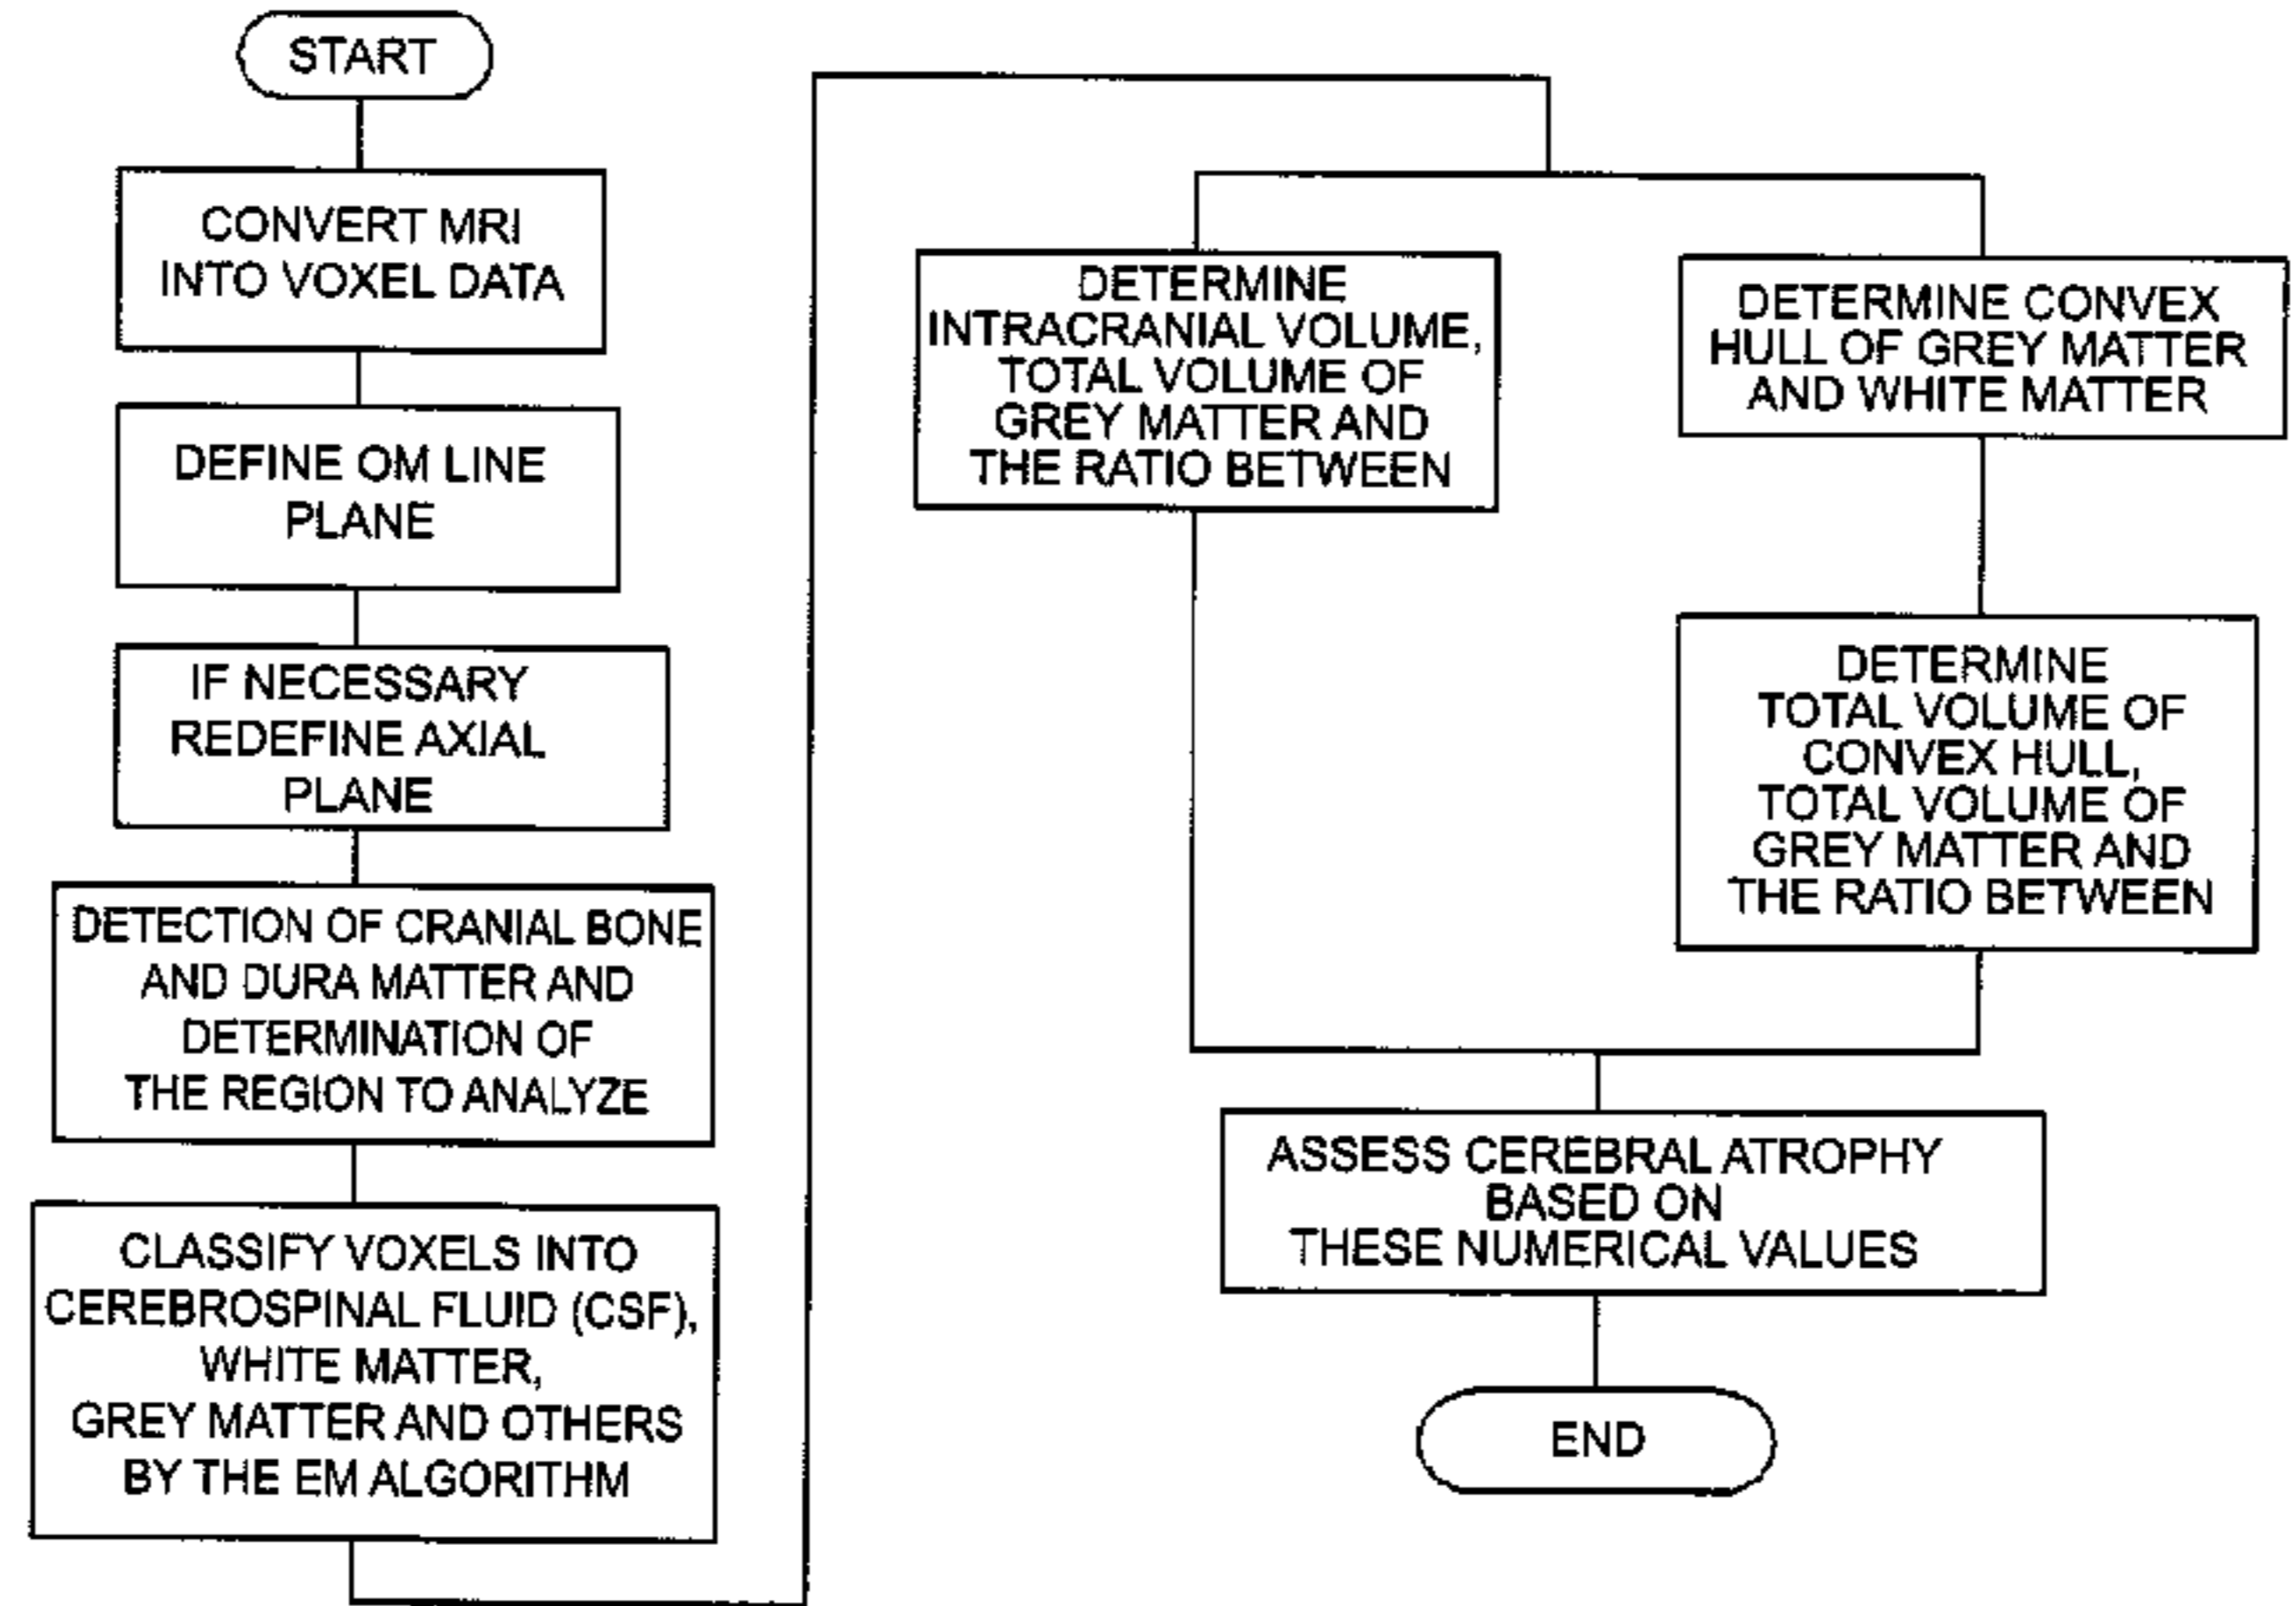 START
CONVERT MRI
INTO VOXEL DATA
DEFINE OM LINE
PLANE
IF NECESSARY
REDEFINE AXIAL
PLANE
DETECTION OF CRANIAL BONE
AND DURA MATTER AND
DETERMINATION OF
THE REGION TO ANALYZE
CLASSIFY VOXELS INTO
CEREBROSPINAL FLUID (CSF),
WHITE MATTER,
GREY MATTER AND OTHERS
BY THE EM ALGORITHM
DETERMINE
INTRACRANIAL VOLUME,
TOTAL VOLUME OF
GREY MATTER AND
THE RATIO BETWEEN
DETERMINE CONVEX
HULL OF GREY MATTER
AND WHITE MATTER
DETERMINE
TOTAL VOLUME OF
CONVEX HULL,
TOTAL VOLUME OF
GREY MATTER AND
THE RATIO BETWEEN
ASSESS CEREBRAL ATROPHY
BASED ON
THESE NUMERICAL VALUES
END